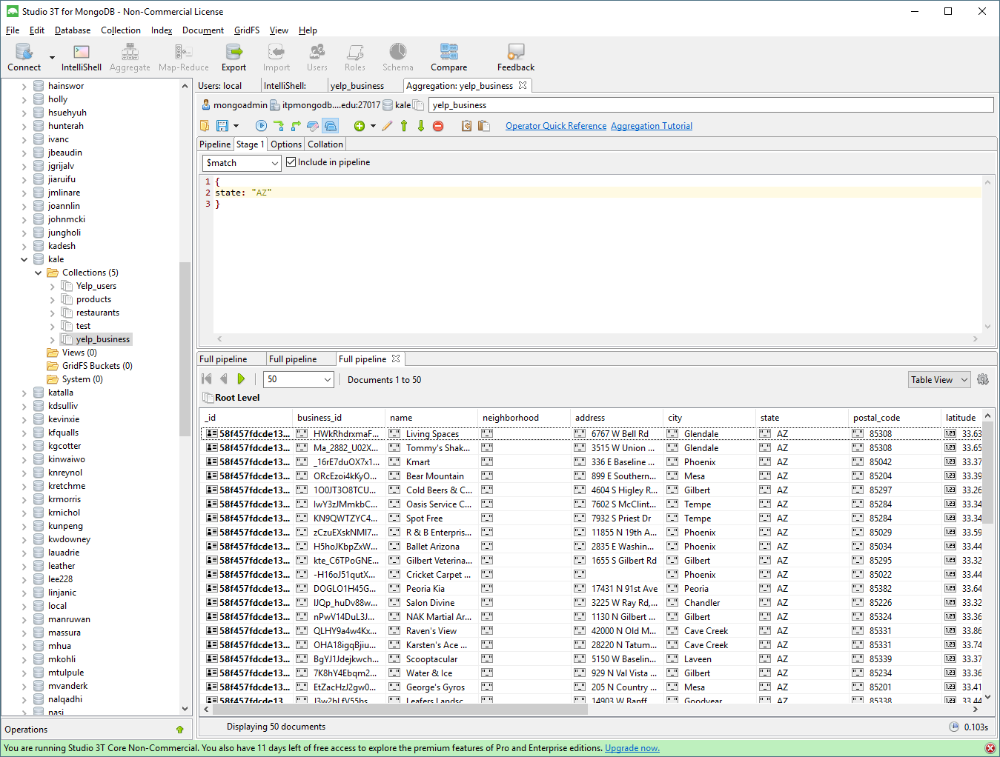 Studio 3T for MongoDB - Non-Commercial License
File Edit Database Collection Index Document GridFS View Help
Connect IntelliShell Aggregate Map-Reduce Export Import Users Roles Schema Compare Feedback
hainswor
holly
hsuehyuh
hunterah
ivanc
jbeaudin
jgrijalv
jiaruifu
jmlinare
joannlin
johnmcki
jungholi
kadesh
kale
Collections (5)
Yelp_users
products
restaurants
test
yelp_business
Views (0)
GridFS Buckets (0)
System (0)
katalla
kdsulliv
kevinxie
kfqualls
kgcotter
kinwaiwo
knreynol
kretchme
krmorris
krnichol
kunpeng
kwdowney
lauadrie
leather
lee228
linjanic
local
manruwan
massura
mhua
mkohli
mtulpule
mvanderk
nalqadhi
nasi
Operations
Users: local IntelliShell: yelp_business Aggregation: yelp_business
mongoadmin itpmongodb....edu:27017 kale yelp_business
Operator Quick Reference Aggregation Tutorial
Pipeline Stage 1 Options Collation
$match Include in pipeline
1 {
2 state: "AZ"
3 }
Full pipeline Full pipeline Full pipeline
50 Documents 1 to 50 Table View
Root Level
_id business_id name neighborhood address city state postal_code latitude
58f457fdcde13... HWkRhdrxmaF... Living Spaces 6767 W Bell Rd Glendale AZ 85308 33.63
58f457fdcde13... Ma_2882_U02X... Tommy's Shak... 3515 W Union ... Glendale AZ 85308 33.65
58f457fdcde13... _16rE7duOX7x1... Kmart 336 E Baseline ... Phoenix AZ 85042 33.37
58f457fdcde13... ORcEzoi4kKyO... Bear Mountain 899 E Southern... Mesa AZ 85204 33.39
58f457fdcde13... 1O0JT3O8TCU... Cold Beers & C... 4604 S Higley R... Gilbert AZ 85297 33.26
58f457fdcde13... IwY3zJMmkbC... Oasis Service C... 7602 S McClint... Tempe AZ 85284 33.34
58f457fdcde13... KN9QWTZYC4... Spot Free 7932 S Priest Dr Tempe AZ 85284 33.34
58f457fdcde13... zCzuEXskNMI7... R & B Enterpris... 11855 N 19th A... Phoenix AZ 85029 33.59
58f457fdcde13... H5hoJKbpZxW... Ballet Arizona 2835 E Washin... Phoenix AZ 85034 33.44
58f457fdcde13... kte_C6TPoGNE... Gilbert Veterina... 1655 S Gilbert Rd Gilbert AZ 85295 33.32
58f457fdcde13... -H16oJ51qutX... Cricket Carpet ... Phoenix AZ 85022 33.44
58f457fdcde13... DOGLO1H45G... Peoria Kia 17431 N 91st Ave Peoria AZ 85382 33.64
58f457fdcde13... IJQp_huDv88w... Salon Divine 3225 W Ray Rd,... Chandler AZ 85226 33.32
58f457fdcde13... nPwV14DuL3J... NAK Martial Ar... 1130 N Gilbert ... Gilbert AZ 85324 33.36
58f457fdcde13... QLHY9a4w4Kx... Raven's View 42000 N Old M... Cave Creek AZ 85331 33.86
58f457fdcde13... OHA18igqBjiu... Karsten's Ace ... 28220 N Tatum... Cave Creek AZ 85331 33.74
58f457fdcde13... BgYJ1Jdejkwch... Scooptacular 5150 W Baselin... Laveen AZ 85339 33.37
58f457fdcde13... 7K8hY4Ebqm2... Water & Ice 929 N Val Vista ... Gilbert AZ 85234 33.36
58f457fdcde13... EtZacHzJ2gw0... George's Gyros 205 N Country ... Mesa AZ 85201 33.41
58f457fdcde13 J3w2hLfV55hs Leafers Landsc 14903 W Banff Goodyear AZ 85338 33.44
Displaying 50 documents 0.103s
You are running Studio 3T Core Non-Commercial. You also have 11 days left of free access to explore the premium features of Pro and Enterprise editions. Upgrade now.